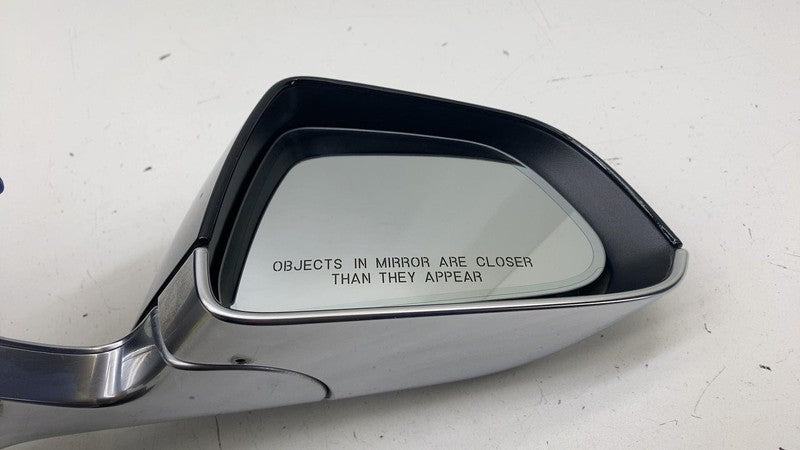 OBJECTS IN MIRROR ARE CLOSER
THAN THEY APPEAR